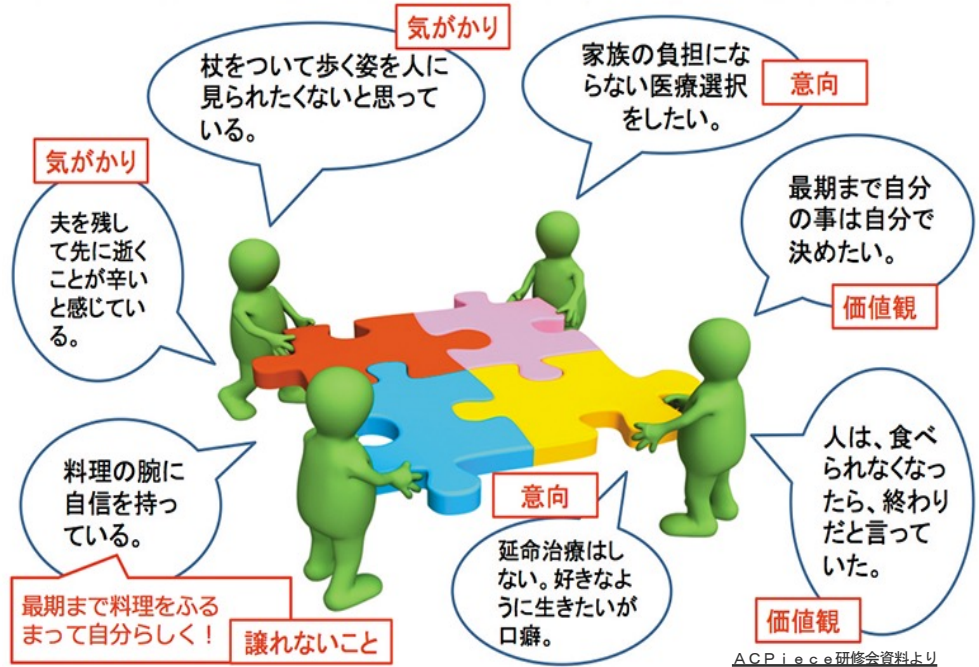 気がかり
杖をついて歩く姿を人に
見られたくないと思って
いる。
家族の負担にな
らない医療選択
をしたい。
意向
気がかり
夫を残し
て先に逝く
ことが辛い
と感じてい
る。
最期まで自分
の事は自分で
決めたい。
価値観
料理の腕に
自信を持っ
ている。
最期まで料理をふる
まって自分らしく！
譲れないこと
意向
延命治療はし
ない。好きなよ
うに生きたいが
口癖。
人は、食べ
られなくなっ
たら、終わり
だと言って
いた。
価値観
ＡＣＰｉｅｃｅ研修会資料より